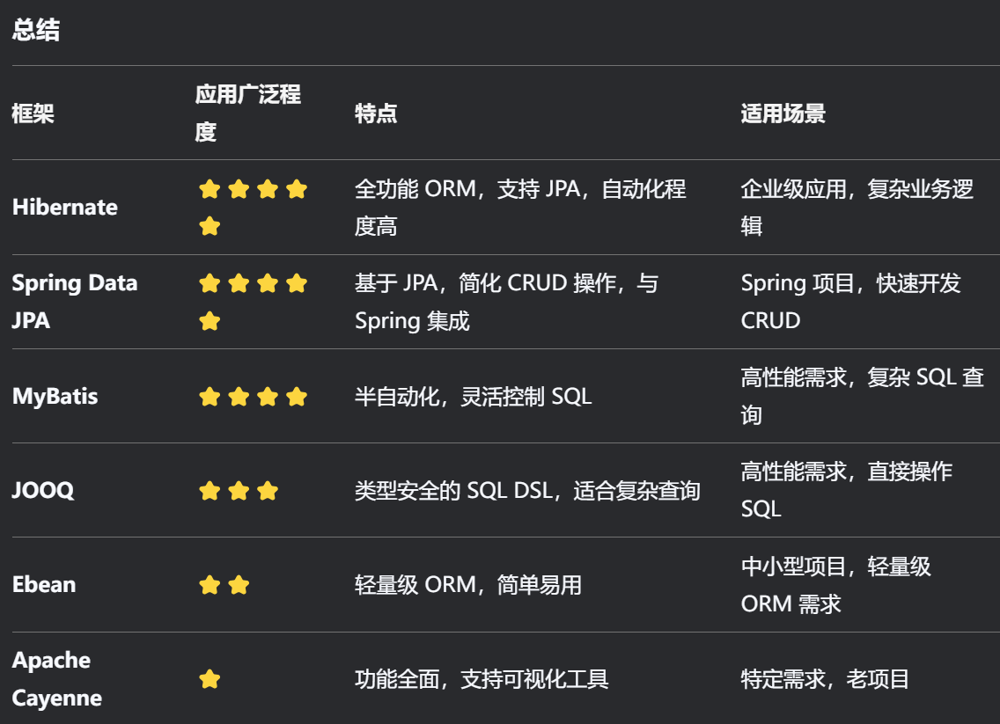 总结
框架
应用广泛程
度
特点
适用场景
Hibernate
全功能 ORM，支持 JPA，自动化程
度高
企业级应用，复杂业务逻
辑
Spring Data
JPA
基于 JPA，简化 CRUD 操作，与
Spring 集成
Spring 项目，快速开发
CRUD
MyBatis
半自动化，灵活控制 SQL
高性能需求，复杂 SQL 查
询
JOOQ
类型安全的 SQL DSL，适合复杂查询
高性能需求，直接操作
SQL
Ebean
轻量级 ORM，简单易用
中小型项目，轻量级
ORM 需求
Apache
Cayenne
功能全面，支持可视化工具
特定需求，老项目